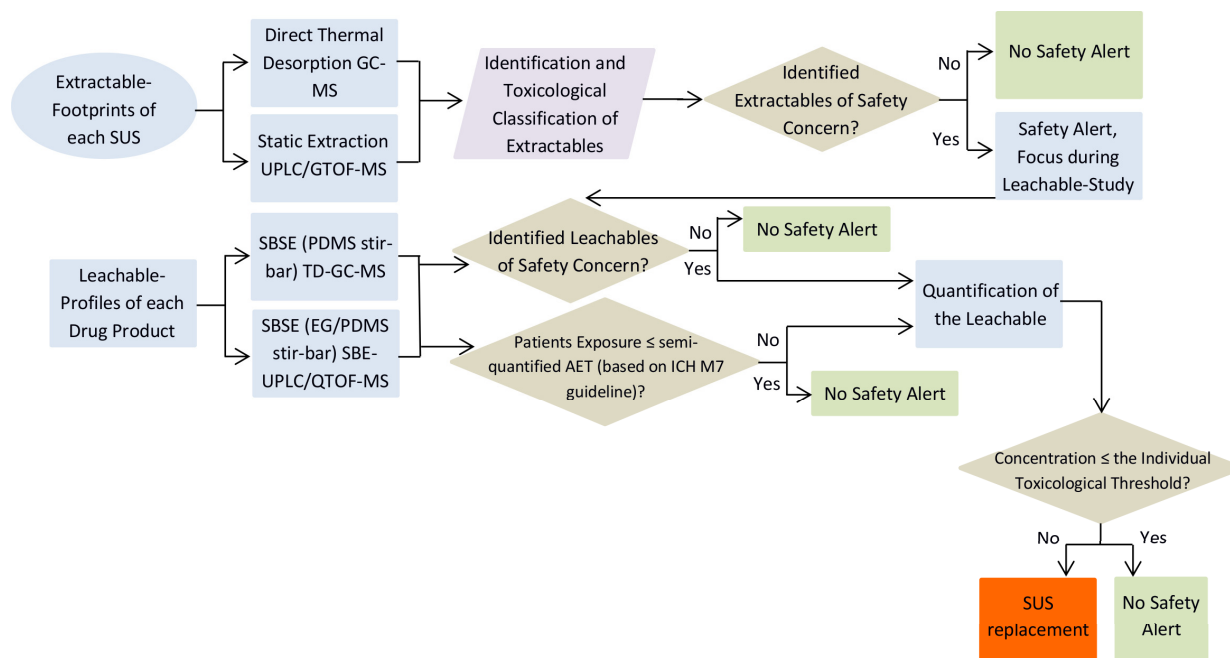 Extractable-
Footprints of
each SUS
Direct Thermal
Desorption GC-
MS
Static Extraction
UPLC/GTOF-MS
Identification and
Toxicological
Classification of
Extractables
Identified
Extractables of Safety
Concern?
No
Yes
No Safety Alert
Safety Alert,
Focus during
Leachable-Study
Leachable-
Profiles of each
Drug Product
SBSE (PDMS stir-
bar) TD-GC-MS
SBSE (EG/PDMS
stir-bar) SBE-
UPLC/QTOF-MS
Identified Leachables
of Safety Concern?
No
Yes
No Safety Alert
Patients Exposure ≤ semi-
quantified AET (based on ICH M7
guideline)?
No
Yes
No Safety Alert
Quantification of
the Leachable
Concentration ≤ the Individual
Toxicological Threshold?
No
Yes
SUS
replacement
No Safety
Alert